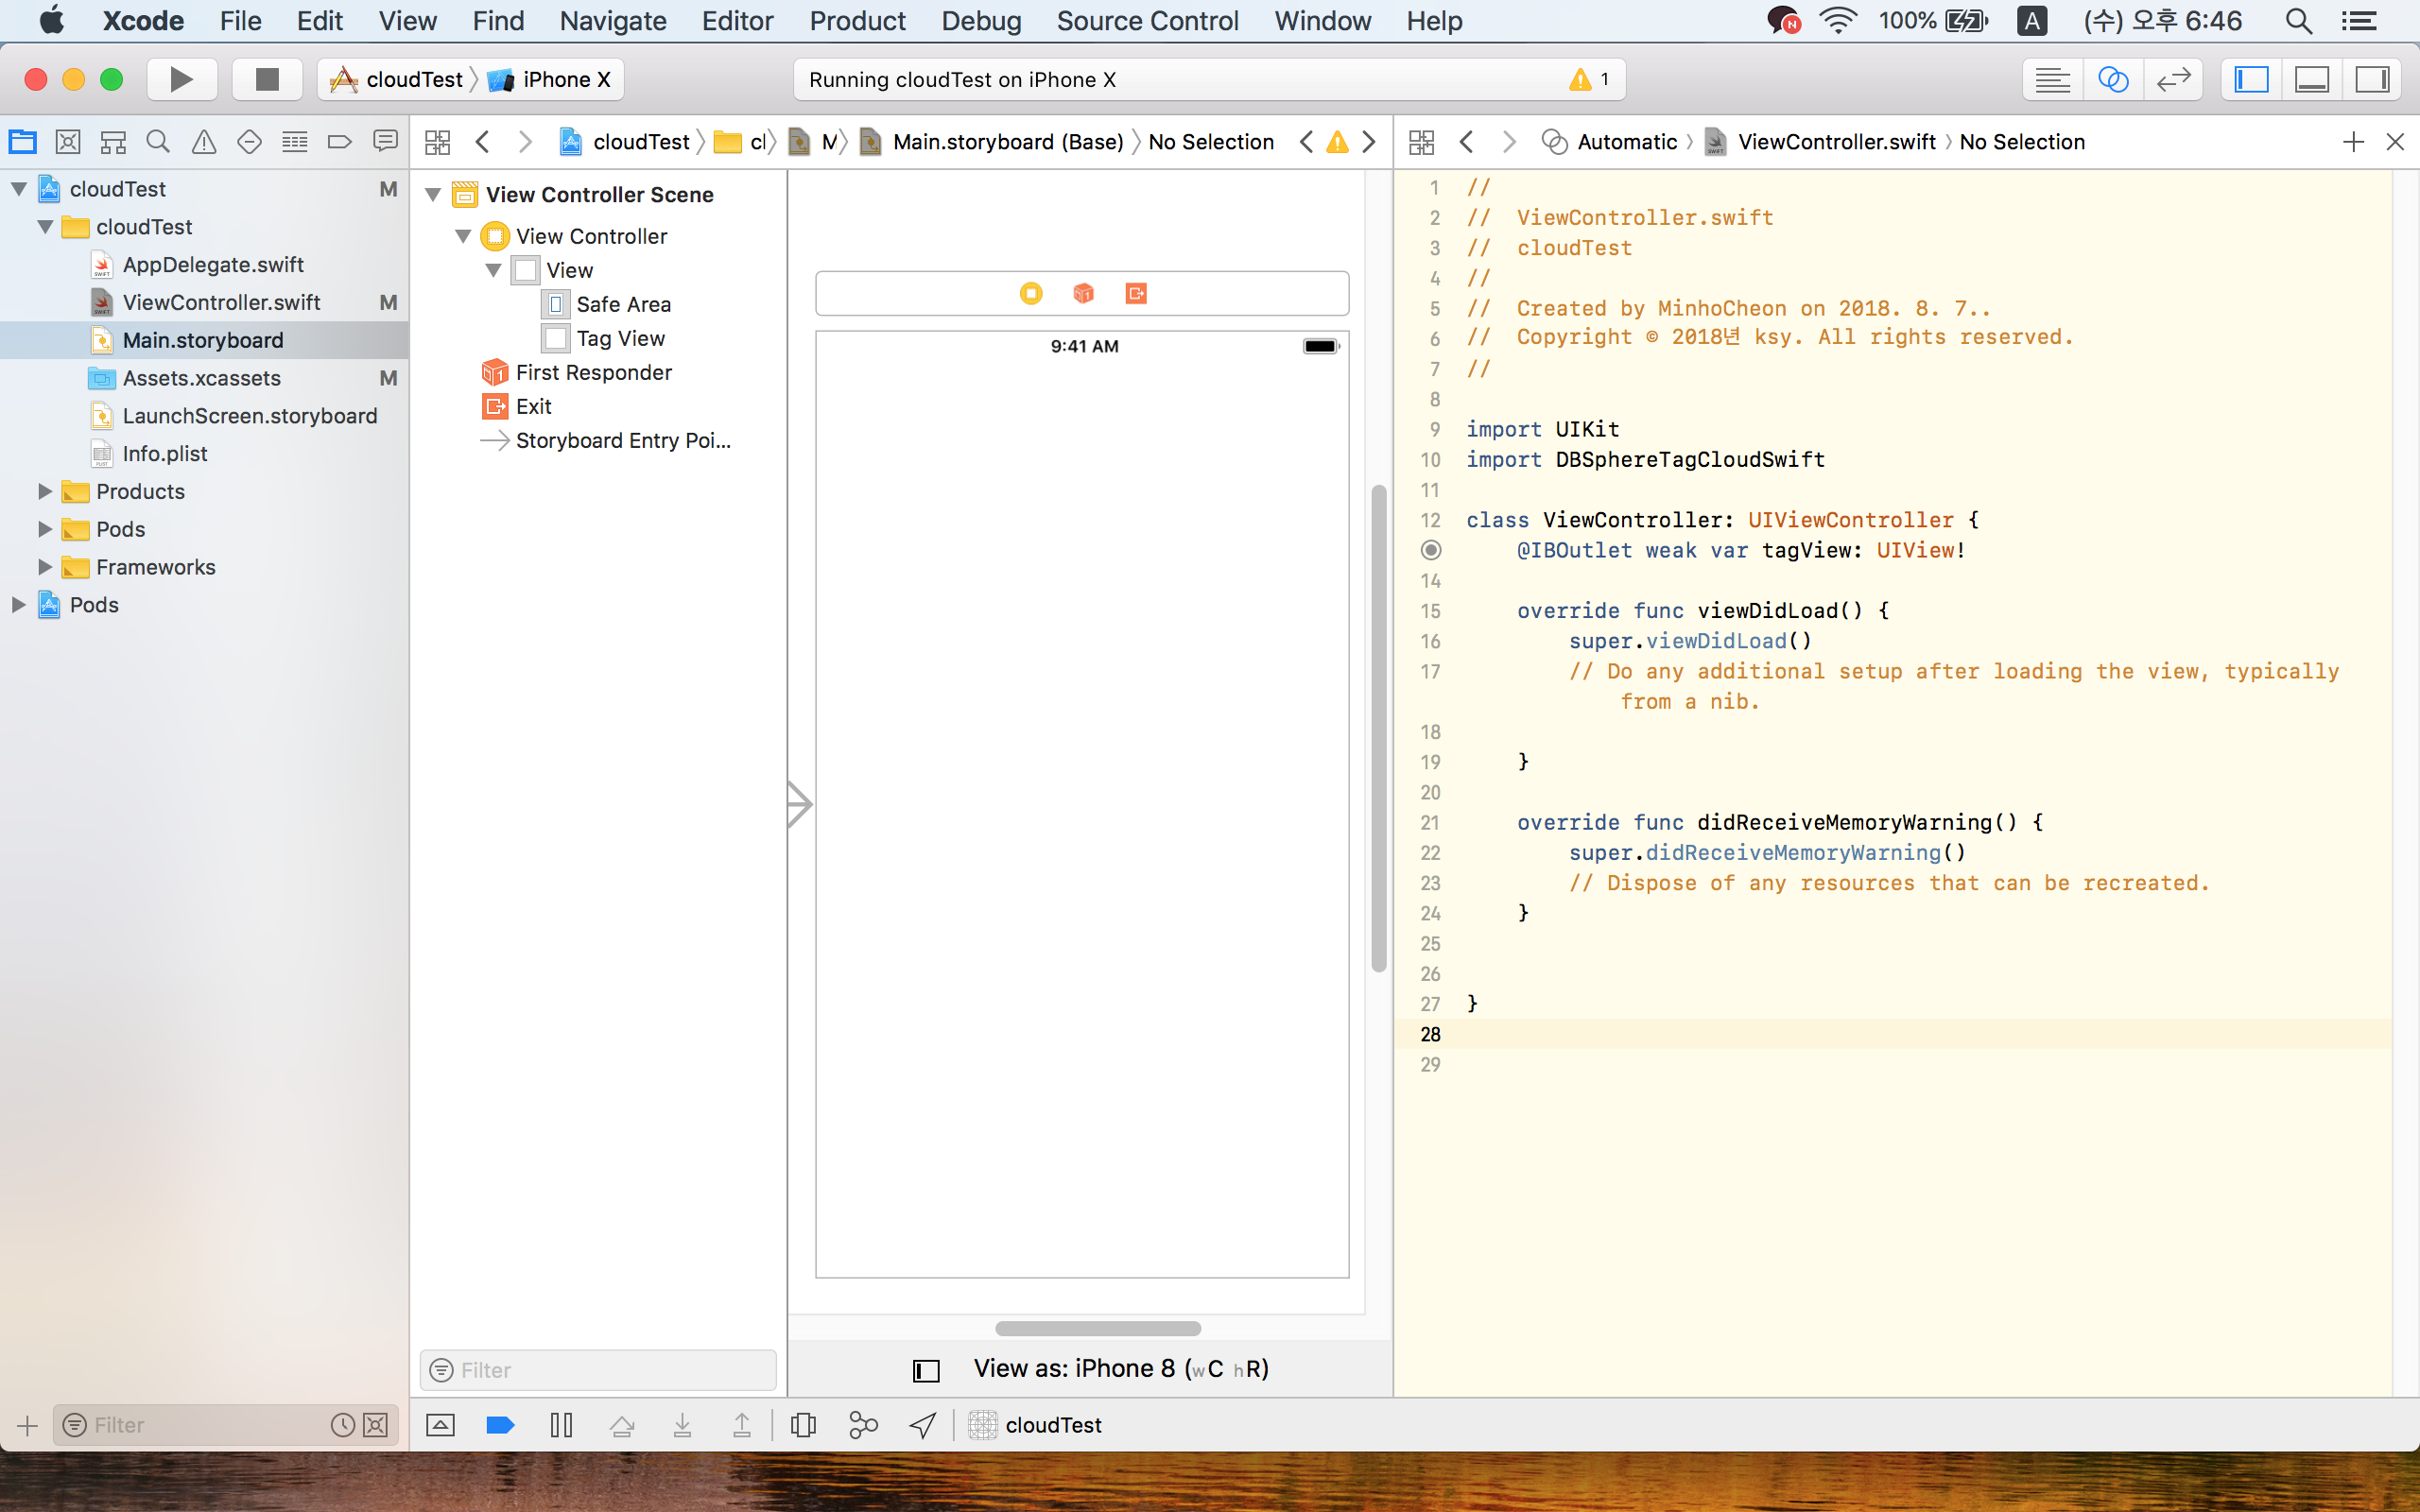 Xcode File Edit View Find Navigate Editor Product Debug Source Control Window Help N 100% A (수) 오후 6:46
cloudTest iPhone X Running cloudTest on iPhone X 1
cloudTest cl M Main.storyboard (Base) No Selection Automatic ViewController.swift No Selection
cloudTest M
cloudTest
AppDelegate.swift
ViewController.swift M
Main.storyboard
Assets.xcassets M
LaunchScreen.storyboard
Info.plist
Products
Pods
Frameworks
Pods
Filter
View Controller Scene
View Controller
View
Safe Area
Tag View
First Responder
Exit
Storyboard Entry Poi...
Filter
9:41 AM
View as: iPhone 8 (wC hR)
cloudTest
1 //
2 // ViewController.swift
3 // cloudTest
4 //
5 // Created by MinhoCheon on 2018. 8. 7..
6 // Copyright © 2018년 ksy. All rights reserved.
7 //
8
9 import UIKit
10 import DBSphereTagCloudSwift
11
12 class ViewController: UIViewController {
@IBOutlet weak var tagView: UIView!
14
15 override func viewDidLoad() {
16 super.viewDidLoad()
17 // Do any additional setup after loading the view, typically
from a nib.
18
19 }
20
21 override func didReceiveMemoryWarning() {
22 super.didReceiveMemoryWarning()
23 // Dispose of any resources that can be recreated.
24 }
25
26
27 }
28
29